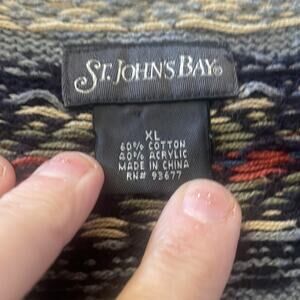 ST. JOHN'S BAY®
XL
60% COTTON
40% ACRYLIC
MADE IN CHINA
RN# 93677